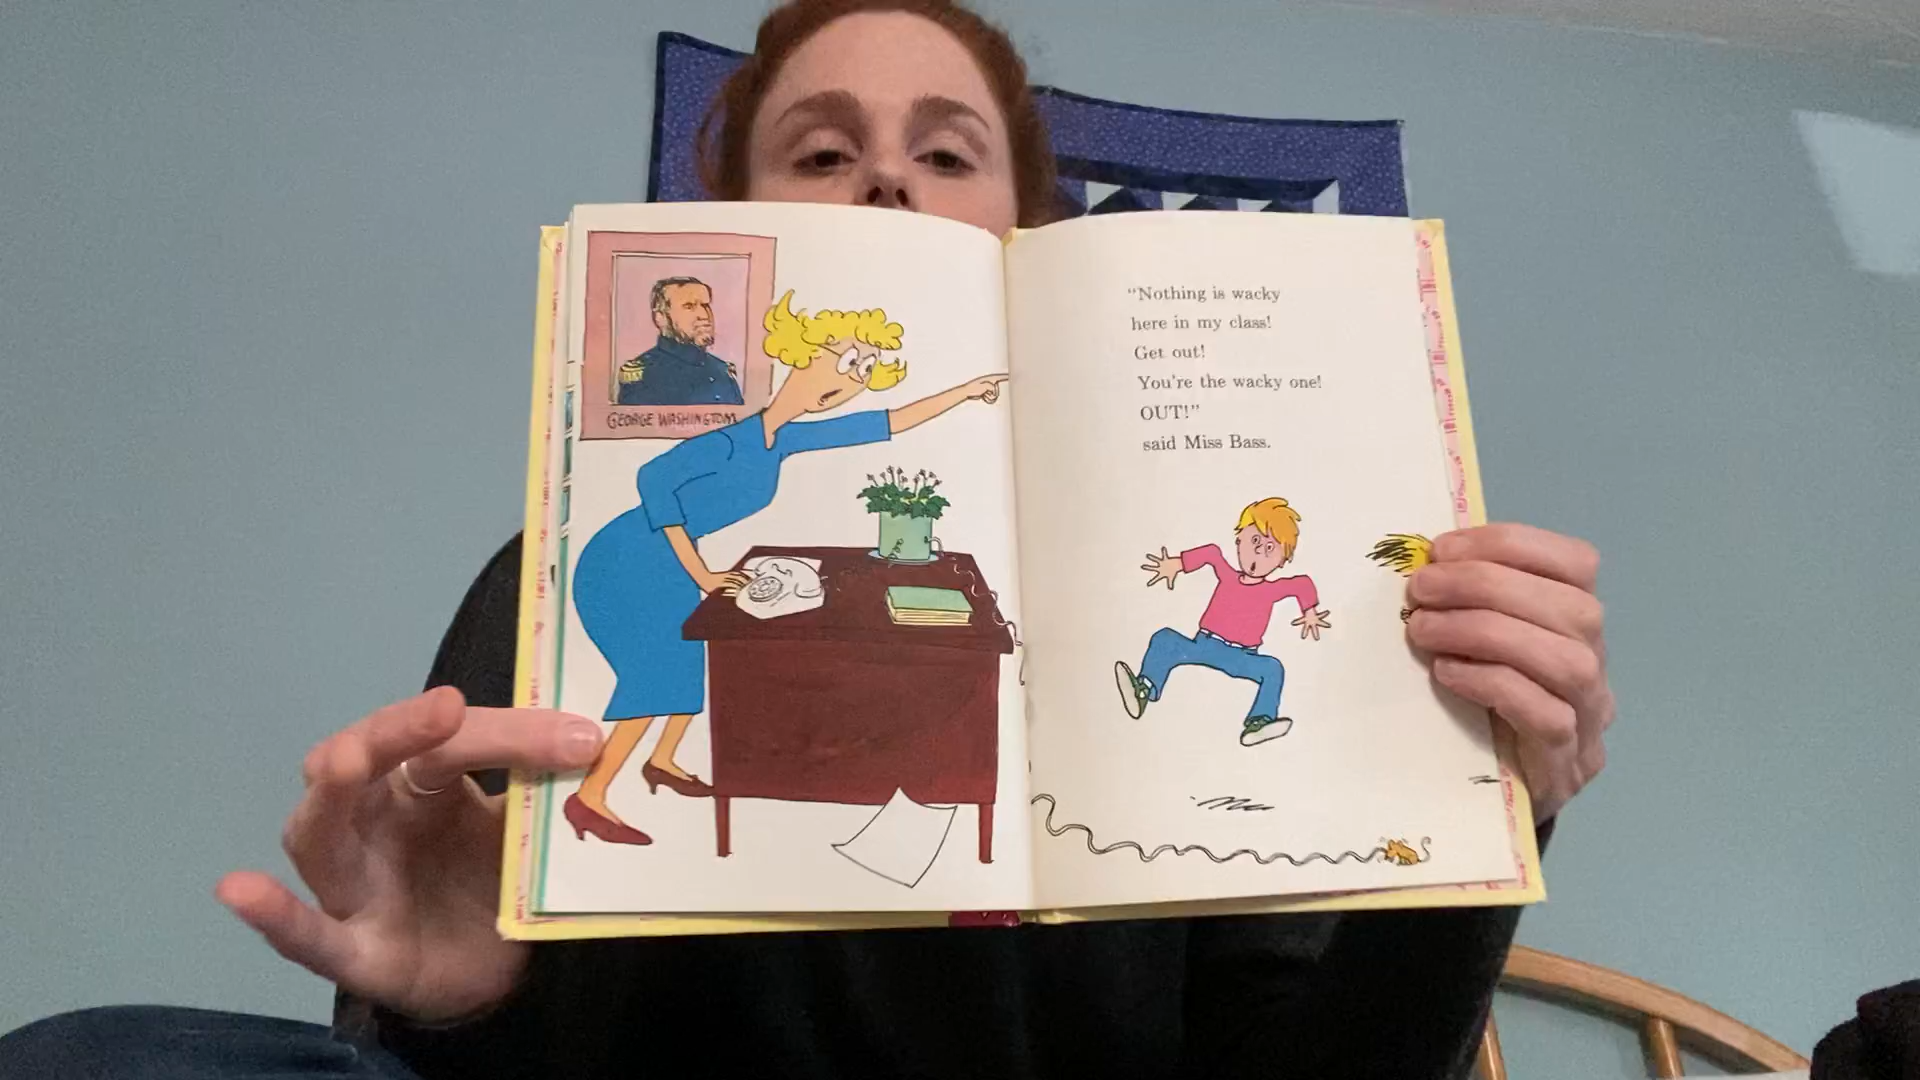 GEORGE WASHINGTON
“Nothing is wacky
here in my class!
Get out!
You're the wacky one!
OUT!”
said Miss Bass.